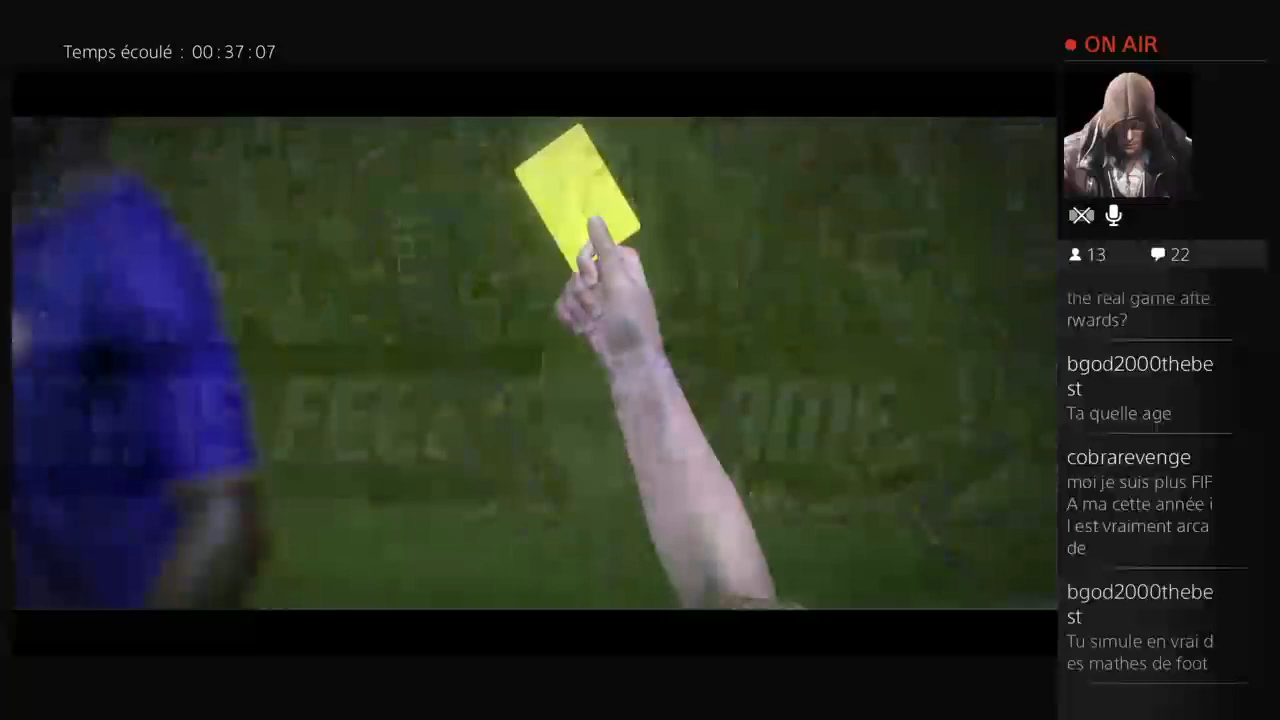 Temps écoulé : 00:37:07
ON AIR
13
22
the real game afte
rwards?
bgod2000thebe
st
Ta quelle age
cobrarevenge
moi je suis plus FIF
A ma cette année i
l est vraiment arca
de
bgod2000thebe
st
Tu simule en vrai d
es mathes de foot
FEEL